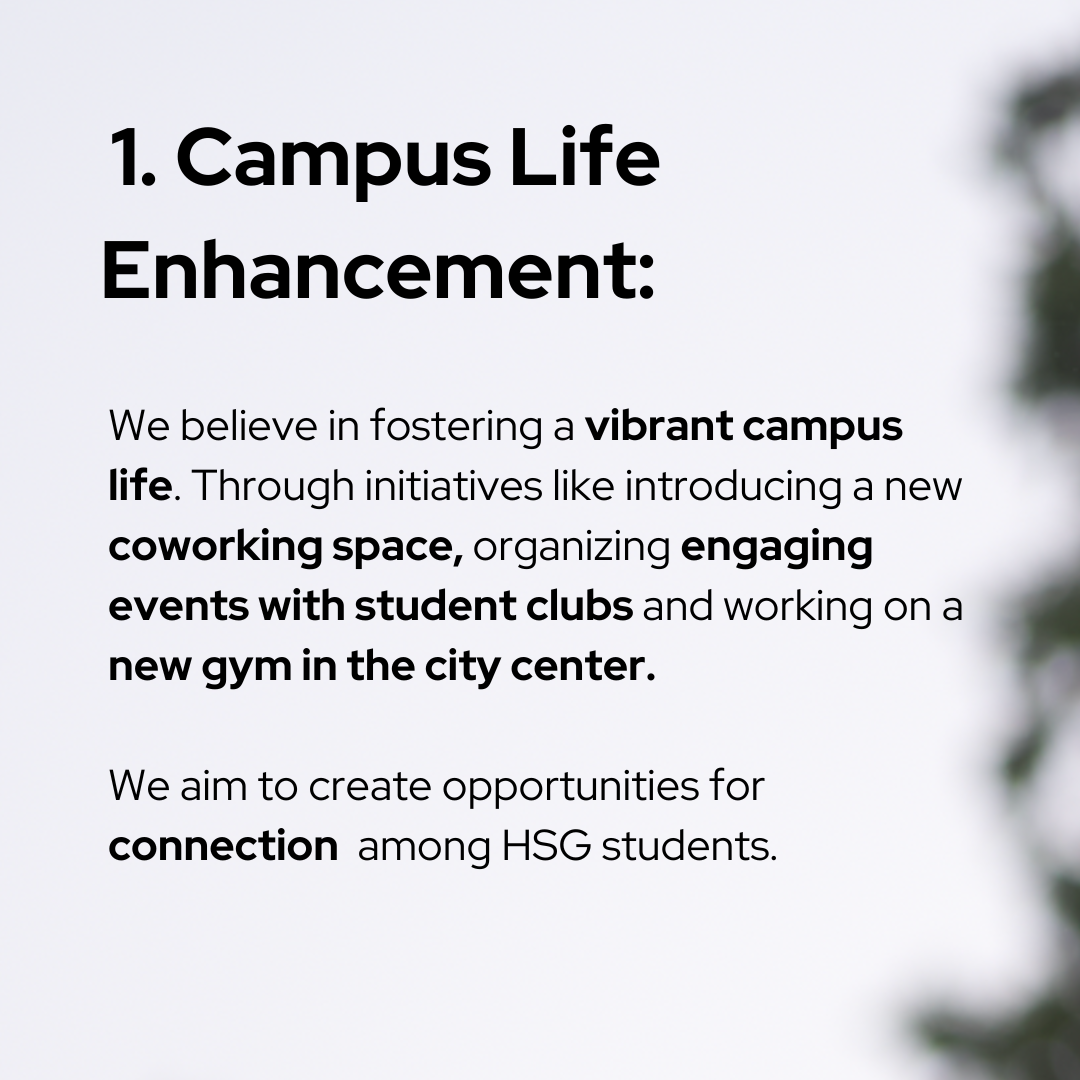 1. Campus Life
Enhancement:
We believe in fostering a vibrant campus
life. Through initiatives like introducing a new
coworking space, organizing engaging
events with student clubs and working on a
new gym in the city center.
We aim to create opportunities for
connection  among HSG students.